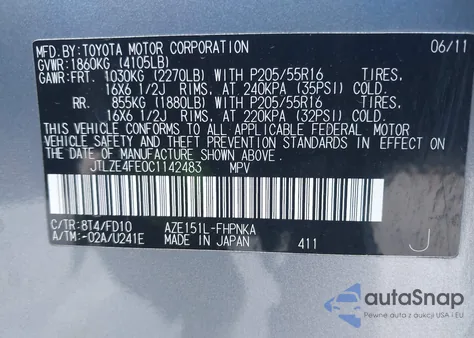 MFD.BY:TOYOTA MOTOR CORPORATION 06/11
GVWR:1860KG (4105LB)
GAWR:FRT. 1030KG (2270LB) WITH P205/55R16 TIRES,
16X6 1/2J RIMS, AT 240KPA (35PSI) COLD.
RR. 855KG (1880LB) WITH P205/55R16 TIRES,
16X6 1/2J RIMS, AT 220KPA (32PSI) COLD.
THIS VEHICLE CONFORMS TO ALL APPLICABLE FEDERAL MOTOR
VEHICLE SAFETY AND THEFT PREVENTION STANDARDS IN EFFECT
ON THE DATE OF MANUFACTURE SHOWN ABOVE.
JTLZE4FE0C1142483 MPV
C/TR:8T4/FD10 AZE151L-FHPNKA
A/TM:-02A/U241E MADE IN JAPAN 411 J
autoSnap
Pewne auta z USA i EU